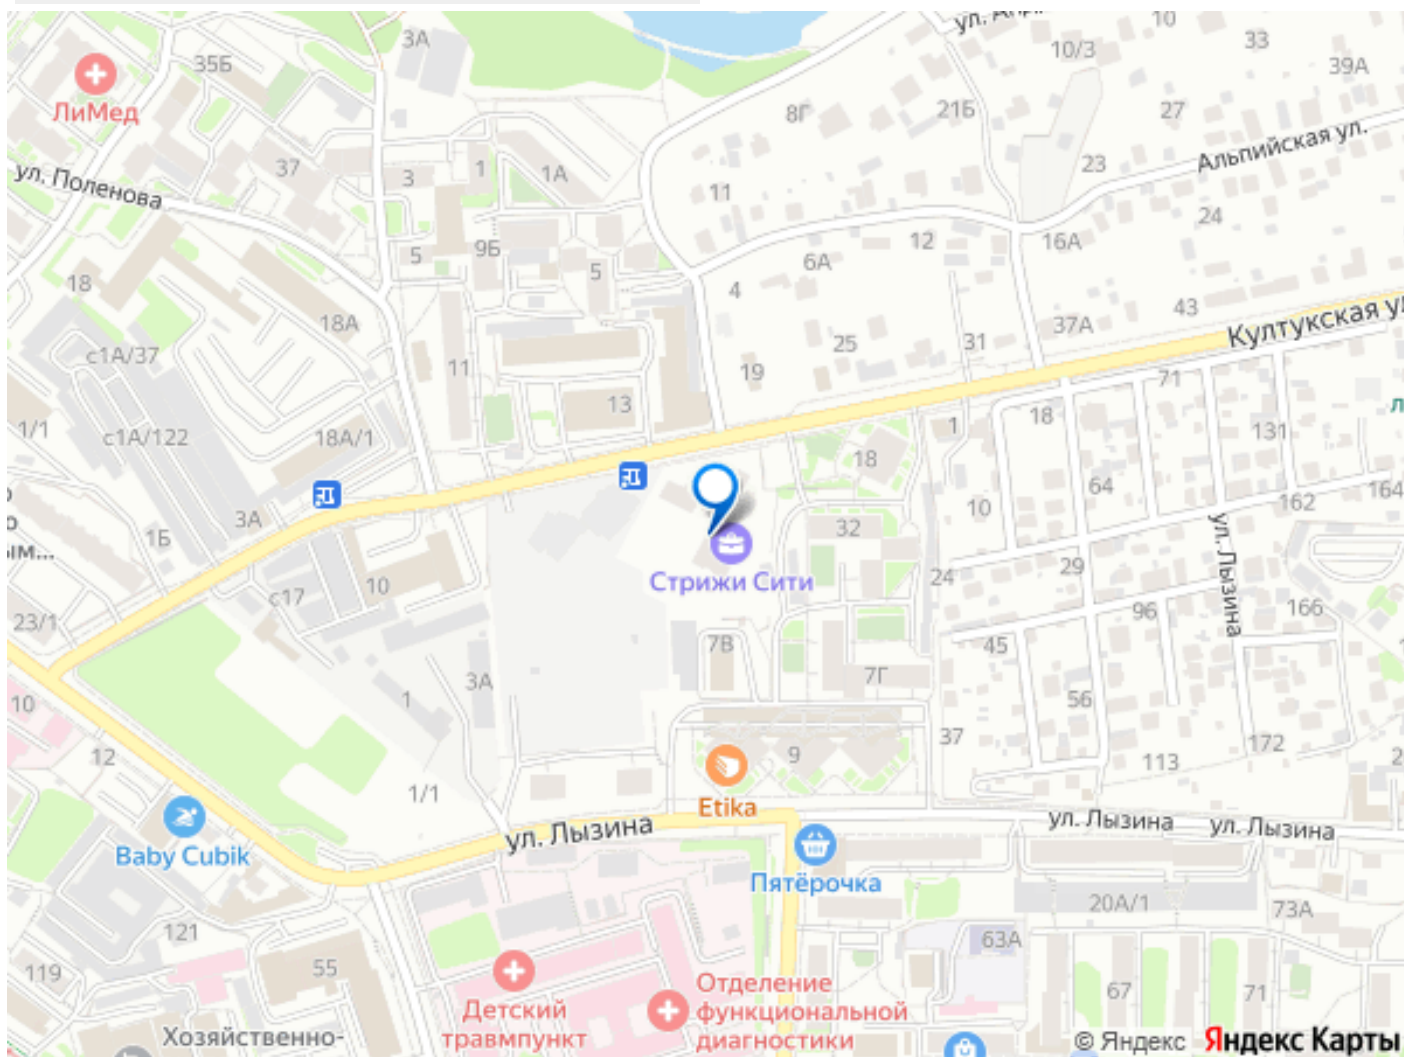 3А
10
33
10/3
39А
35Б
ЛиМед
8Г
21Б
27
Альпийская ул.
37
3
1
1А
23
ул. Поленова
11
24
5
9Б
5
12
16А
6А
18
4
18А
43
37А
Култукская
25
31
с1А/37
11
19
71
1/1
13
18
131
с1А/122
18А/1
1
18
64
162
164
10
3А
1Б
32
ул. Лызина
Стрижи Сити
24
29
с17
10
96
166
23/1
7В
45
3А
7Г
10
1
56
37
172
12
9
113
1/1
Etika
ул. Лызина
ул. Лызина
ул. Лызина
Baby Cubik
Пятёрочка
20А/1
73А
121
63А
119
55
67
71
Детский
травмпункт
Отделение
функциональной
диагностики
Хозяйственно-
© Яндекс Яндекс Карты